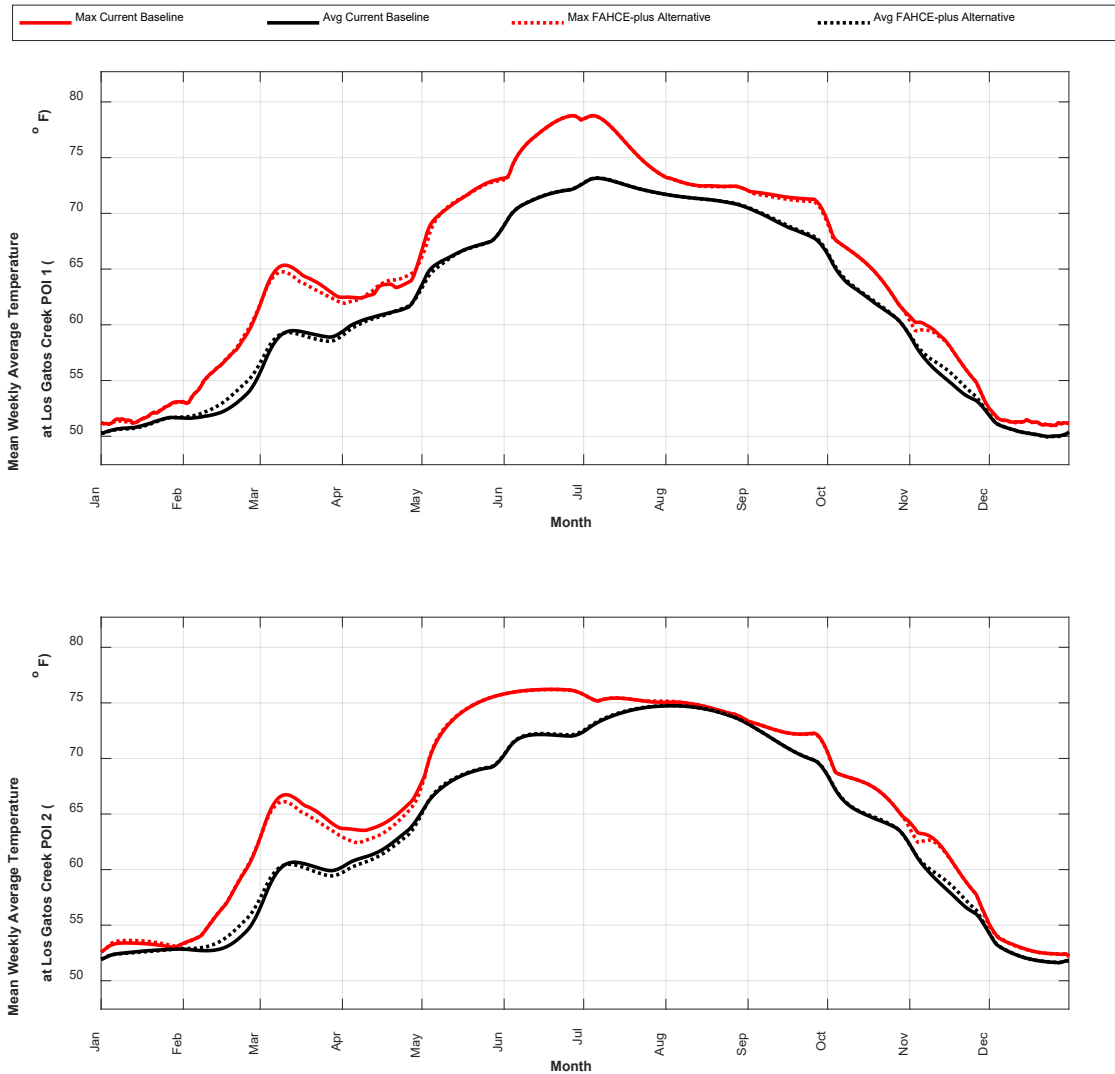 Max Current Baseline Avg Current Baseline Max FAHCE-plus Alternative Avg FAHCE-plus Alternative
Mean Weekly Average Temperature
at Los Gatos Creek POI 1 (
o F)
80
75
70
65
60
55
50
Jan Feb Mar Apr May Jun Jul Aug Sep Oct Nov Dec
Month
Mean Weekly Average Temperature
at Los Gatos Creek POI 2 (
o F)
80
75
70
65
60
55
50
Jan Feb Mar Apr May Jun Jul Aug Sep Oct Nov Dec
Month